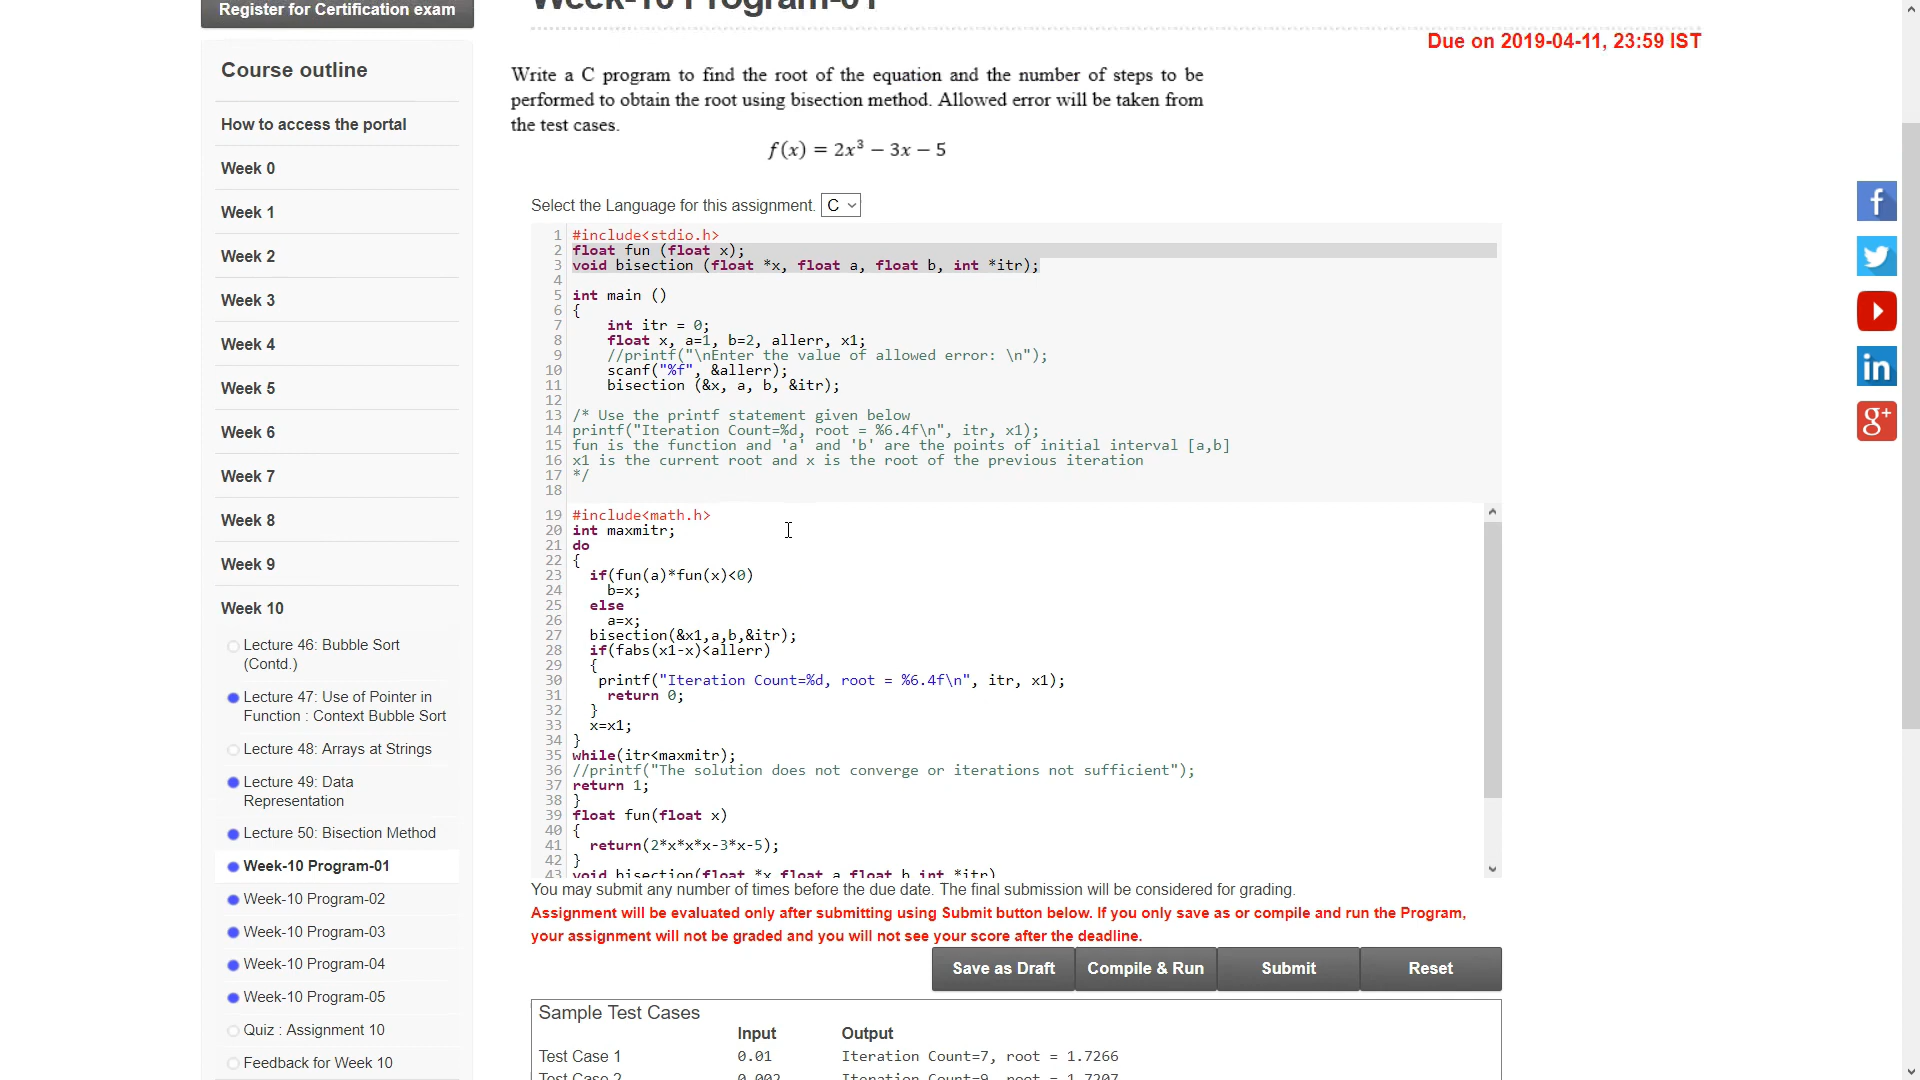 Register for Certification exam
Week-10 Program-01
Due on 2019-04-11, 23:59 IST
Course outline
How to access the portal
Week 0
Week 1
Week 2
Week 3
Week 4
Week 5
Week 6
Week 7
Week 8
Week 9
Week 10
Lecture 46: Bubble Sort
(Contd.)
Lecture 47: Use of Pointer in
Function : Context Bubble Sort
Lecture 48: Arrays at Strings
Lecture 49: Data
Representation
Lecture 50: Bisection Method
Week-10 Program-01
Week-10 Program-02
Week-10 Program-03
Week-10 Program-04
Week-10 Program-05
Quiz : Assignment 10
Feedback for Week 10
Write a C program to find the root of the equation and the number of steps to be
performed to obtain the root using bisection method. Allowed error will be taken from
the test cases.
f(x) = 2x³ − 3x − 5
Select the Language for this assignment. C
1 #include<stdio.h>
2 float fun (float x);
3 void bisection (float *x, float a, float b, int *itr);
4
5 int main ()
6 {
7     int itr = 0;
8     float x, a=1, b=2, allerr, x1;
9     //printf("\nEnter the value of allowed error: \n");
10     scanf("%f", &allerr);
11     bisection (&x, a, b, &itr);
12
13 /* Use the printf statement given below
14 printf("Iteration Count=%d, root = %6.4f\n", itr, x1);
15 fun is the function and 'a' and 'b' are the points of initial interval [a,b]
16 x1 is the current root and x is the root of the previous iteration
17 */
18
19 #include<math.h>
20 int maxmitr;
21 do
22 {
23   if(fun(a)*fun(x)<0)
24     b=x;
25   else
26     a=x;
27   bisection(&x1,a,b,&itr);
28   if(fabs(x1-x)<allerr)
29   {
30    printf("Iteration Count=%d, root = %6.4f\n", itr, x1);
31     return 0;
32   }
33   x=x1;
34 }
35 while(itr<maxmitr);
36 //printf("The solution does not converge or iterations not sufficient");
37 return 1;
38 }
39 float fun(float x)
40 {
41   return(2*x*x*x-3*x-5);
42 }
43 void bisection(float *x,float a,float b,int *itr)
You may submit any number of times before the due date. The final submission will be considered for grading.
Assignment will be evaluated only after submitting using Submit button below. If you only save as or compile and run the Program,
your assignment will not be graded and you will not see your score after the deadline.
Save as Draft Compile & Run Submit Reset
Sample Test Cases
Input Output
Test Case 1 0.01 Iteration Count=7, root = 1.7266
Test Case 2 0.002 Iteration Count=9, root = 1.7207
f
in
g+